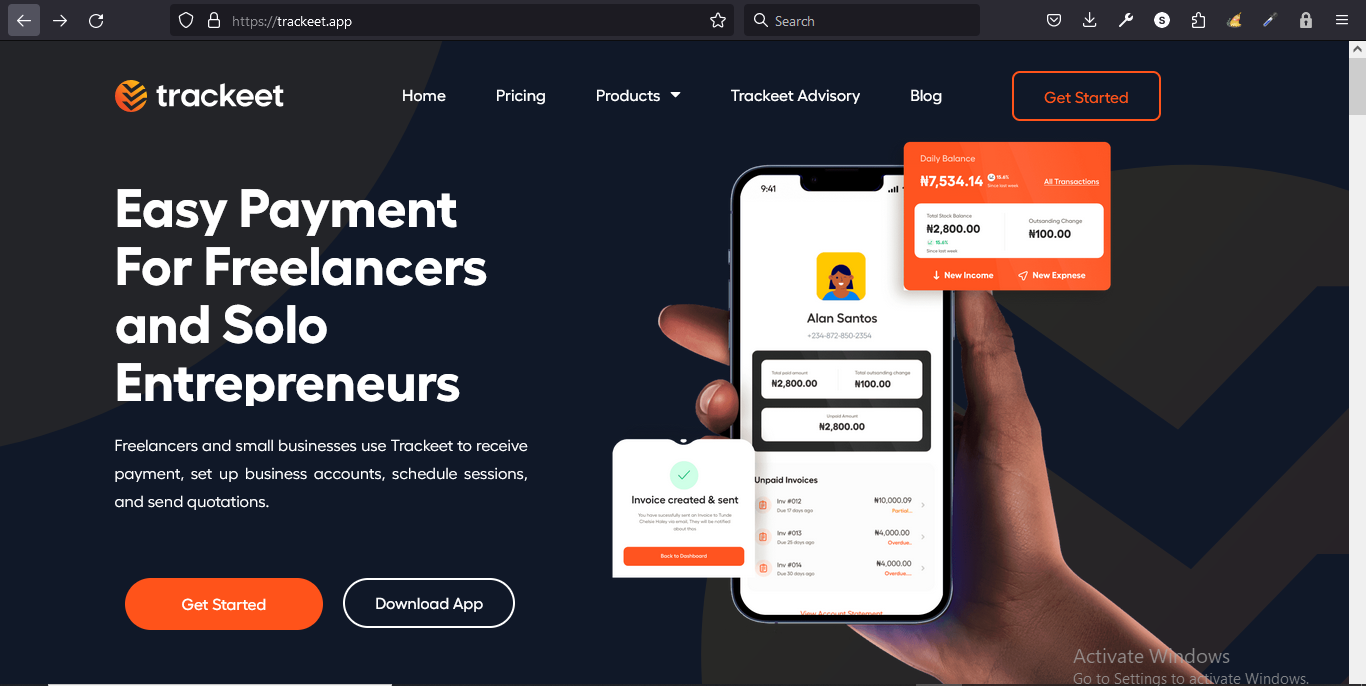 https://trackeet.app
Search
S
trackeet
Home
Pricing
Products
Trackeet Advisory
Blog
Get Started
Easy Payment
For Freelancers
and Solo
Entrepreneurs
Freelancers and small businesses use Trackeet to receive
payment, set up business accounts, schedule sessions,
and send quotations.
Get Started
Download App
Daily Balance
₦7,534.14
15.6%
Since last week
All Transactions
Total Stock Balance
₦2,800.00
15.6%
Since last week
Outsanding Change
₦100.00
New Income
New Expnese
9:41
Alan Santos
+234-872-850-2354
Total paid amount
₦2,800.00
Total outsanding change
₦100.00
Unpaid Amount
₦2,800.00
Unpaid Invoices
Inv #012
Due 17 days ago
₦10,000.09
Partial...
Inv #013
Due 25 days ago
₦4,000.00
Overdue..
Inv #014
Due 30 days ago
₦4,000.00
Overdue....
View Account Statement
Invoice created & sent
You have sucessfully sent an invoice to Tunde
Chelsa Haley via email. They will be notified
about thsy
Back to Dashboard
Activate Windows
Go to Settings to activate Windows.